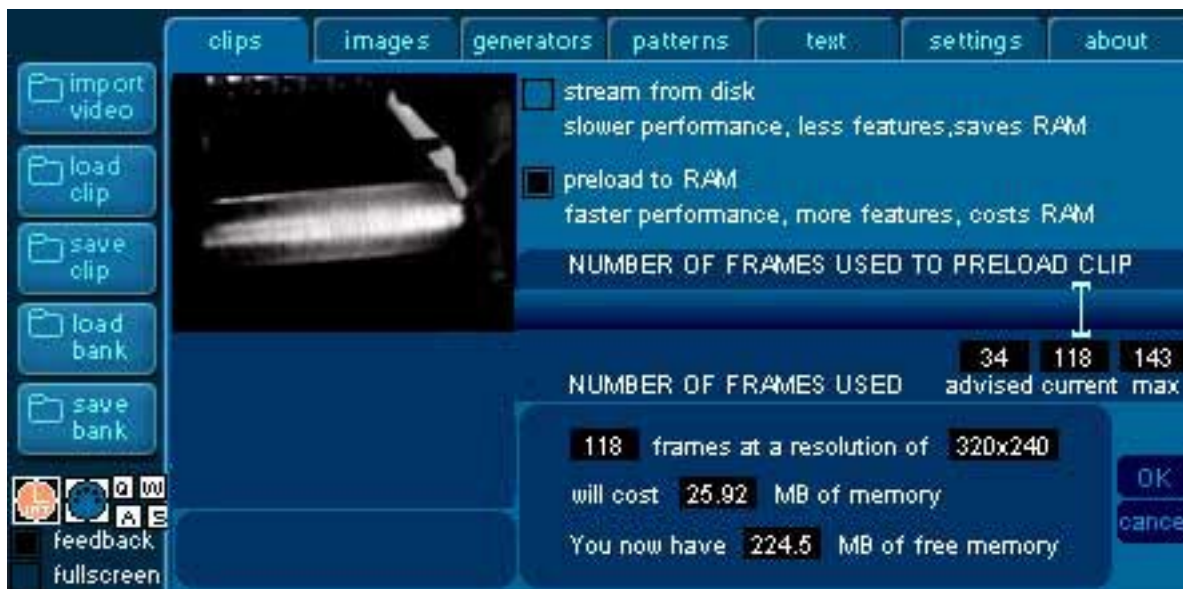 clips images generators patterns text settings about
import
video
load
clip
save
clip
load
bank
save
bank
Q W
A S
feedback
fullscreen
stream from disk
slower performance, less features,saves RAM
preload to RAM
faster performance, more features, costs RAM
NUMBER OF FRAMES USED TO PRELOAD CLIP
34 118 143
NUMBER OF FRAMES USED advised current max
118 frames at a resolution of 320x240
will cost 25.92 MB of memory
You now have 224.5 MB of free memory
OK
cance